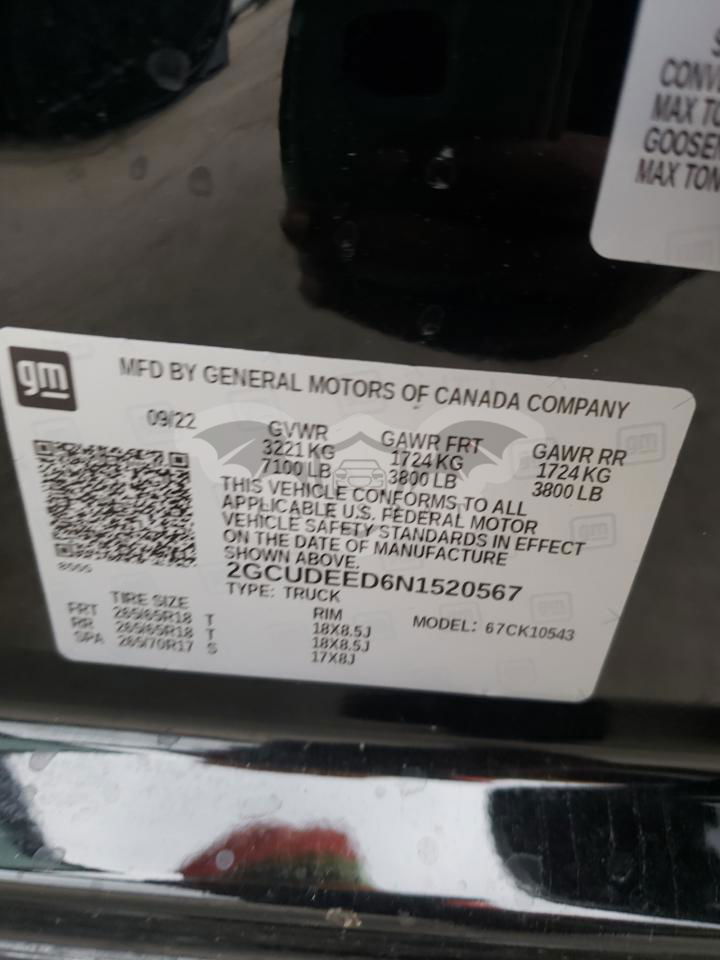 CONVE
MAX TO
GOOSEN
MAX TON
gm
MFD BY GENERAL MOTORS OF CANADA COMPANY
09/22 GVWR GAWR FRT GAWR RR
3221 KG 1724 KG 1724 KG
7100 LB 3800 LB 3800 LB
THIS VEHICLE CONFORMS TO ALL
APPLICABLE U.S. FEDERAL MOTOR
VEHICLE SAFETY STANDARDS IN EFFECT
ON THE DATE OF MANUFACTURE
SHOWN ABOVE.
2GCUDEED6N1520567
TYPE: TRUCK MODEL: 67CK10543
TIRE SIZE RIM
FRT 265/65R18 T 18X8.5J
RR 265/65R18 T 18X8.5J
SPA 265/70R17 S 17X8J